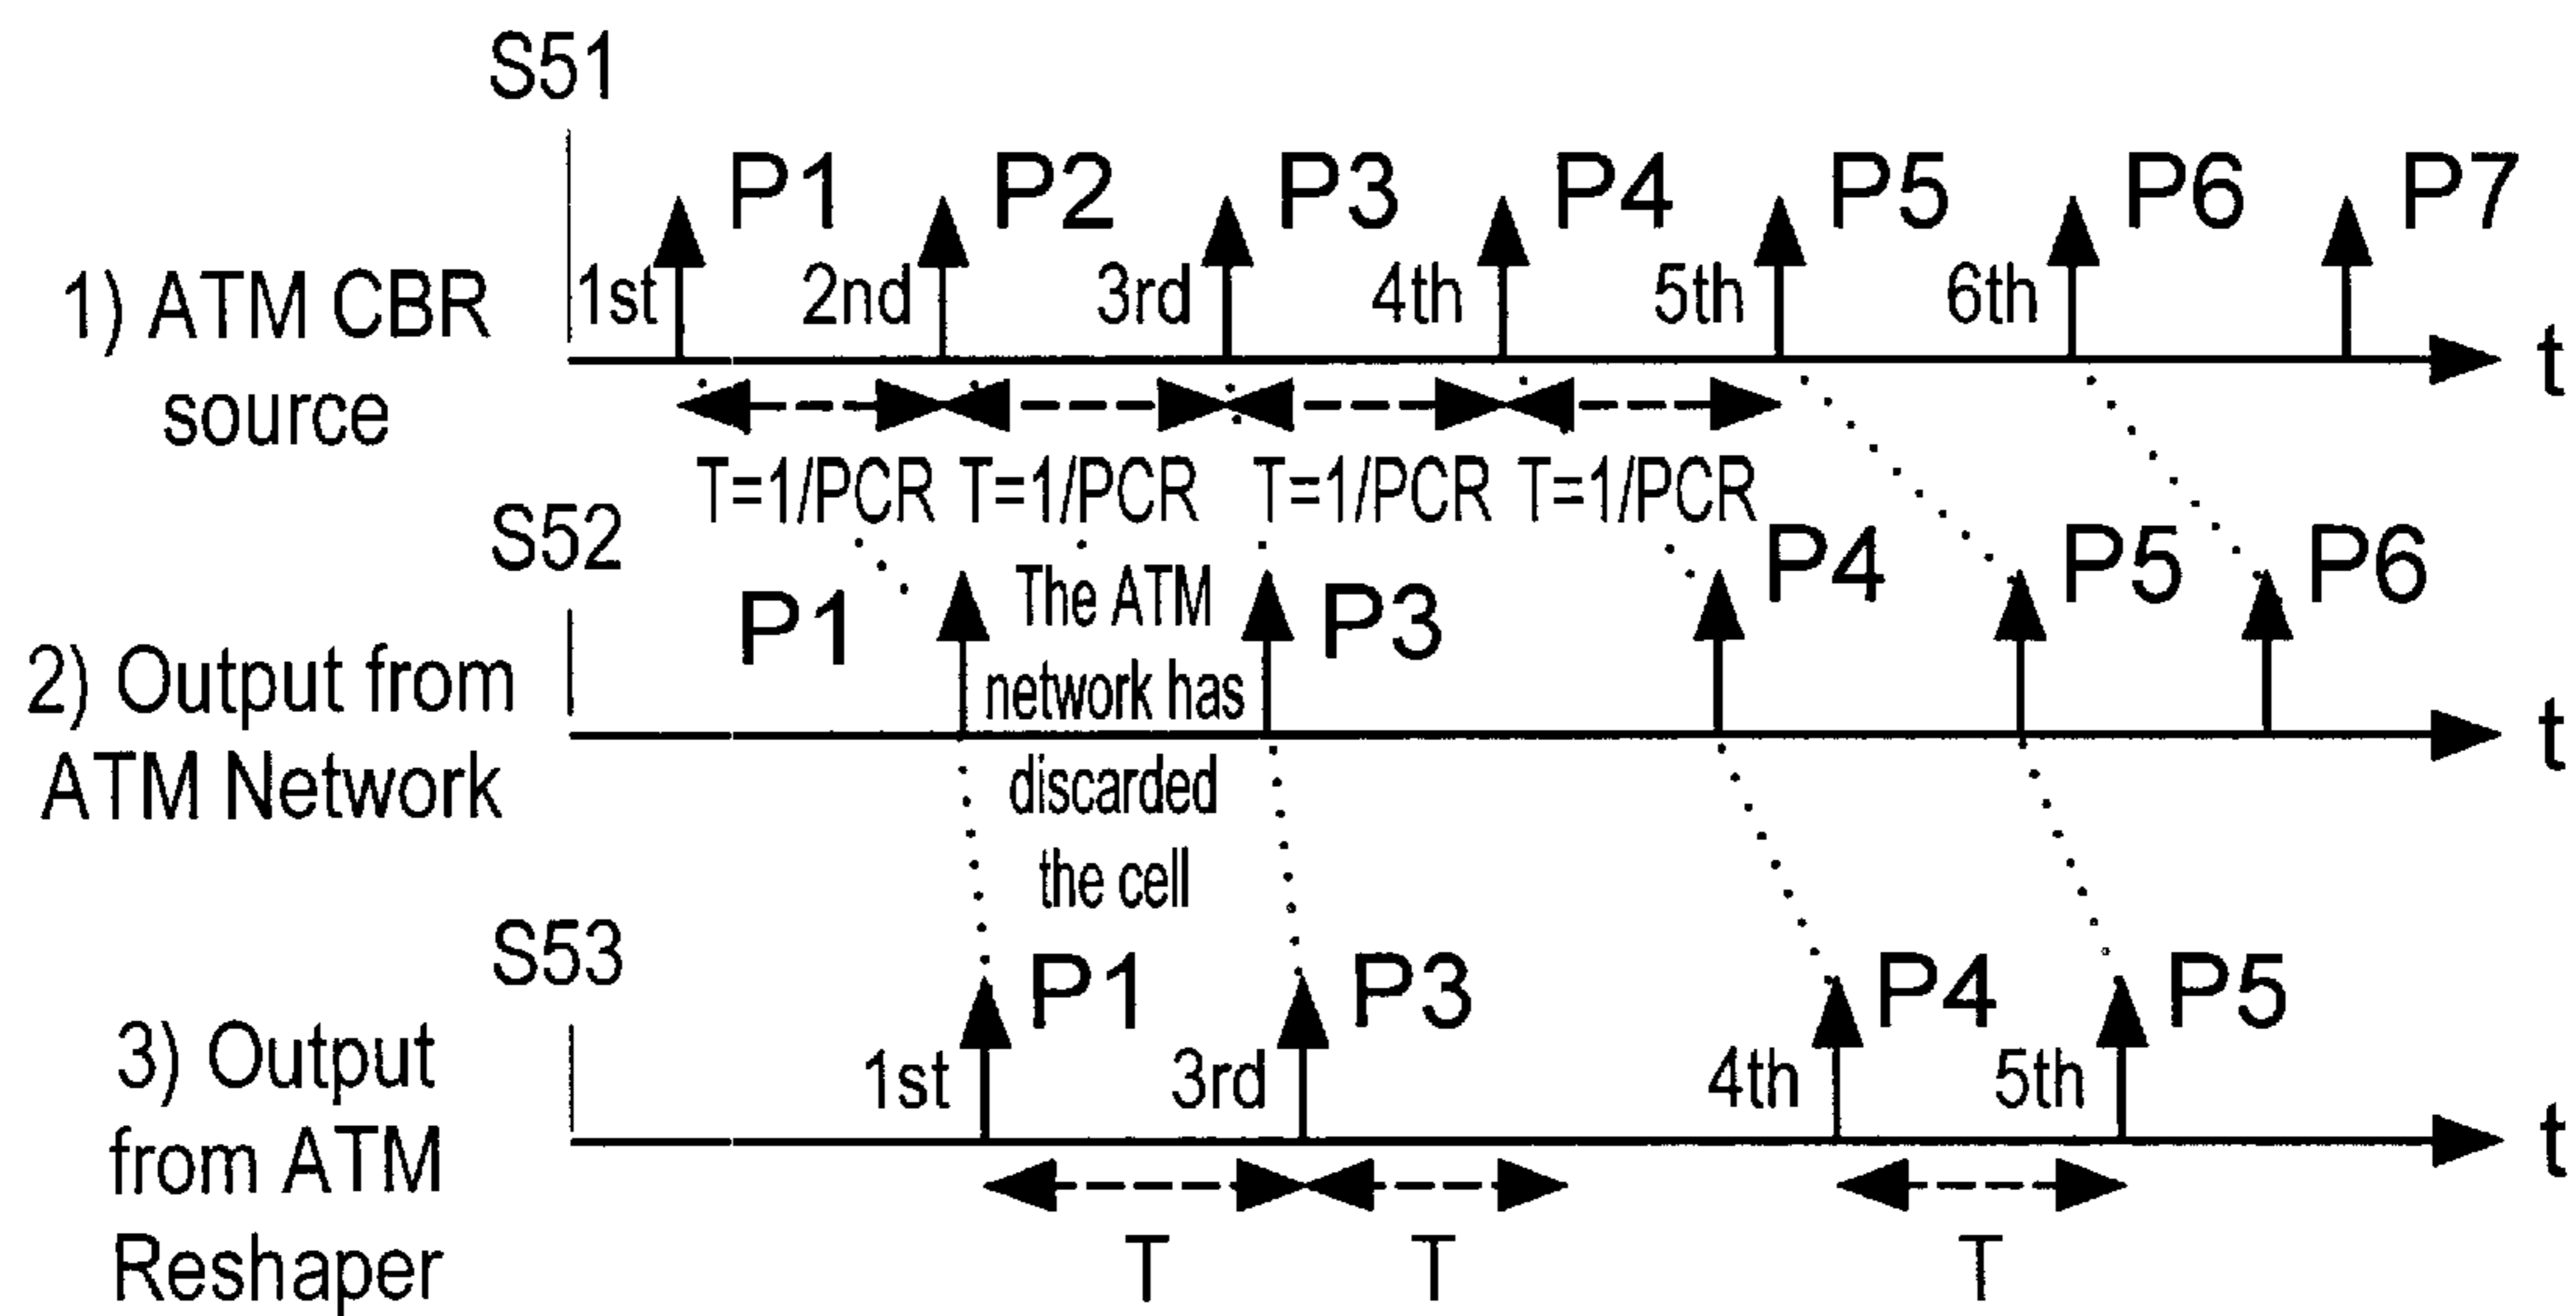 S51
P1 P2 P3 P4 P5 P6 P7
1st 2nd 3rd 4th 5th 6th
1) ATM CBR
source
t
T=1/PCR T=1/PCR T=1/PCR T=1/PCR
S52
P1 P3 P4 P5 P6
The ATM
network has
discarded
the cell
2) Output from
ATM Network
t
S53
P1 P3 P4 P5
1st 3rd 4th 5th
3) Output
from ATM
Reshaper
t
T T T